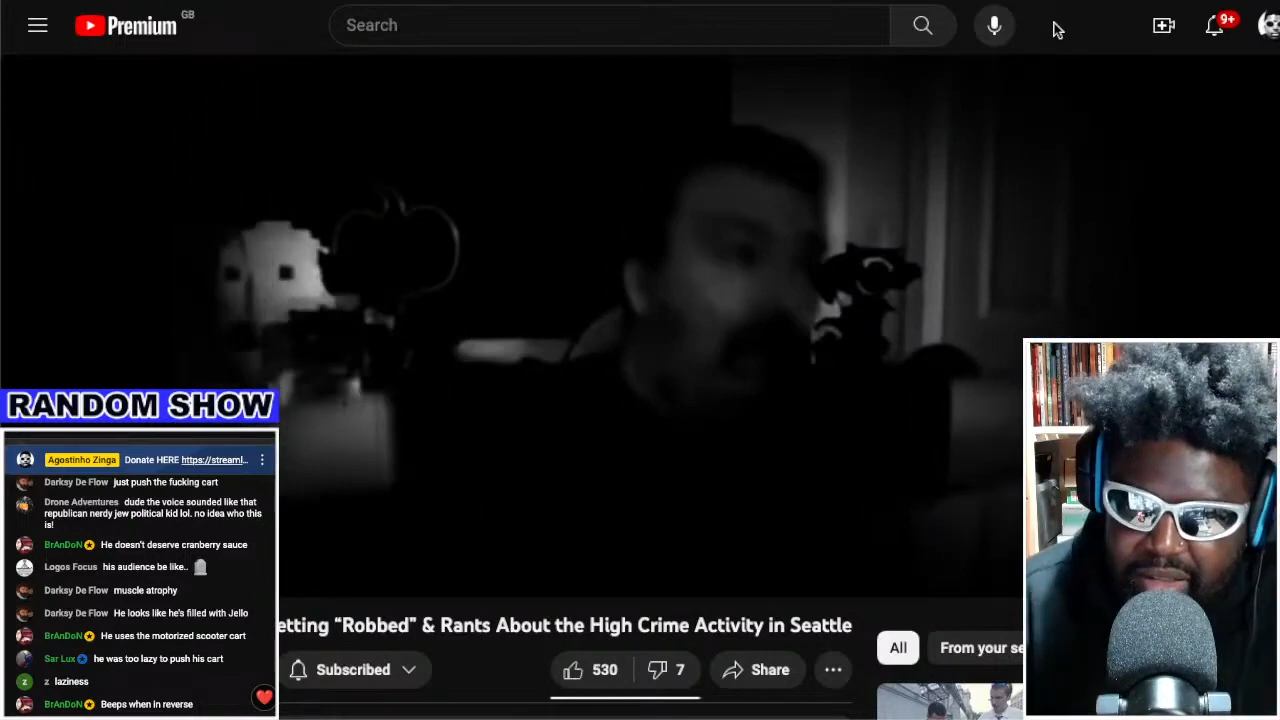 Premium GB
Search
9+
RANDOM SHOW
Agostinho Zinga Donate HERE https://streaml...
Darksy De Flow just push the fucking cart
Drone Adventures dude the voice sounded like that
republican nerdy jew political kid lol. no idea who this
is!
BrAnDoN He doesn't deserve cranberry sauce
Logos Focus his audience be like..
Darksy De Flow muscle atrophy
Darksy De Flow He looks like he's filled with Jello
BrAnDoN He uses the motorized scooter cart
Sar Lux he was too lazy to push his cart
z z laziness
BrAnDoN Beeps when in reverse
etting “Robbed” & Rants About the High Crime Activity in Seattle
Subscribed
530
7
Share
All
From your se